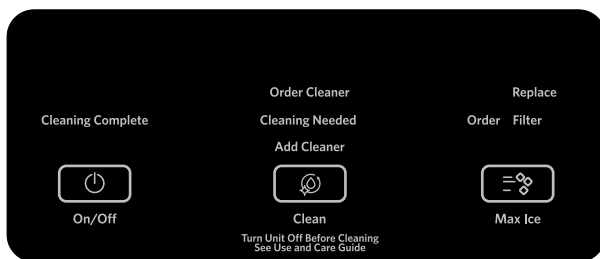 Order Cleaner
Replace
Cleaning Complete
Cleaning Needed
Order Filter
Add Cleaner
On/Off
Clean
Max Ice
Turn Unit Off Before Cleaning
See Use and Care Guide